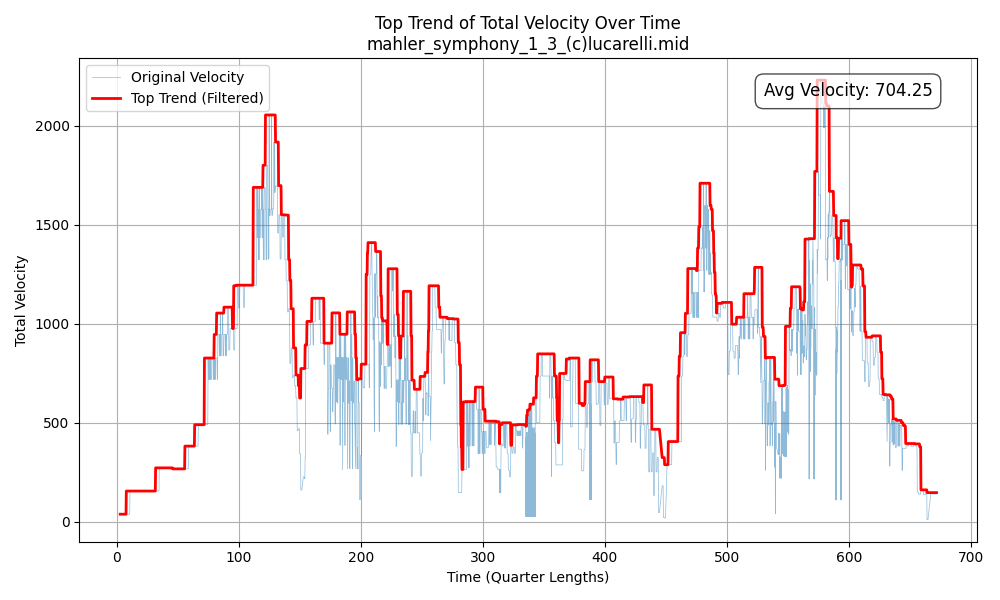 Top Trend of Total Velocity Over Time
mahler_symphony_1_3_(c)lucarelli.mid
Original Velocity
Top Trend (Filtered)
Avg Velocity: 704.25
Total Velocity
2000
1500
1000
500
0
0 100 200 300 400 500 600 700
Time (Quarter Lengths)